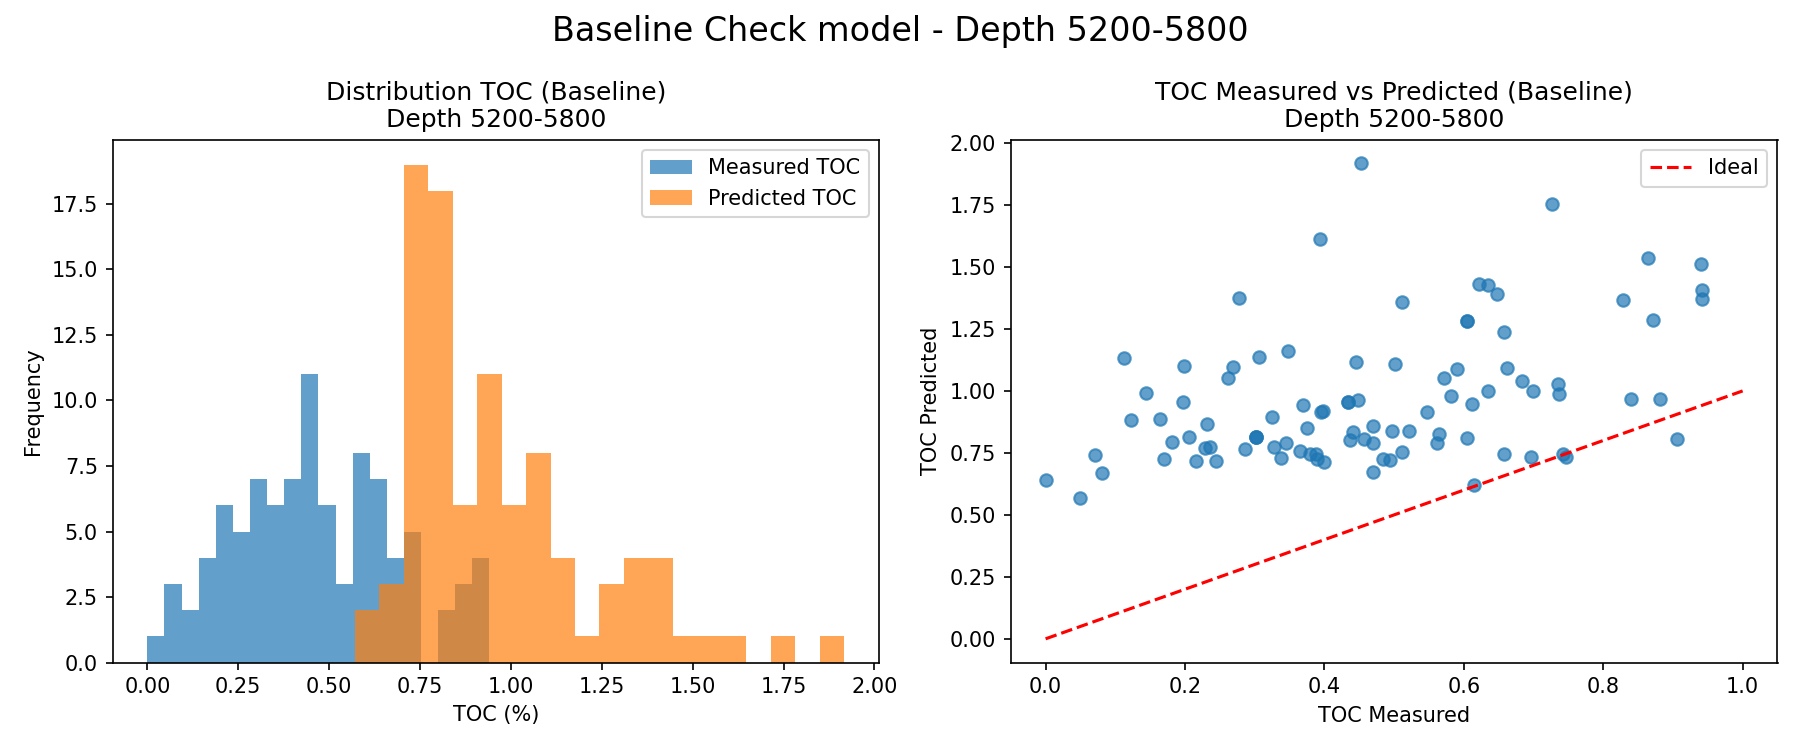 Baseline Check model - Depth 5200-5800
Distribution TOC (Baseline)
Depth 5200-5800
Measured TOC
Predicted TOC
Frequency
17.5
15.0
12.5
10.0
7.5
5.0
2.5
0.0
0.00 0.25 0.50 0.75 1.00 1.25 1.50 1.75 2.00
TOC (%)
TOC Measured vs Predicted (Baseline)
Depth 5200-5800
Ideal
TOC Predicted
2.00
1.75
1.50
1.25
1.00
0.75
0.50
0.25
0.00
0.0 0.2 0.4 0.6 0.8 1.0
TOC Measured